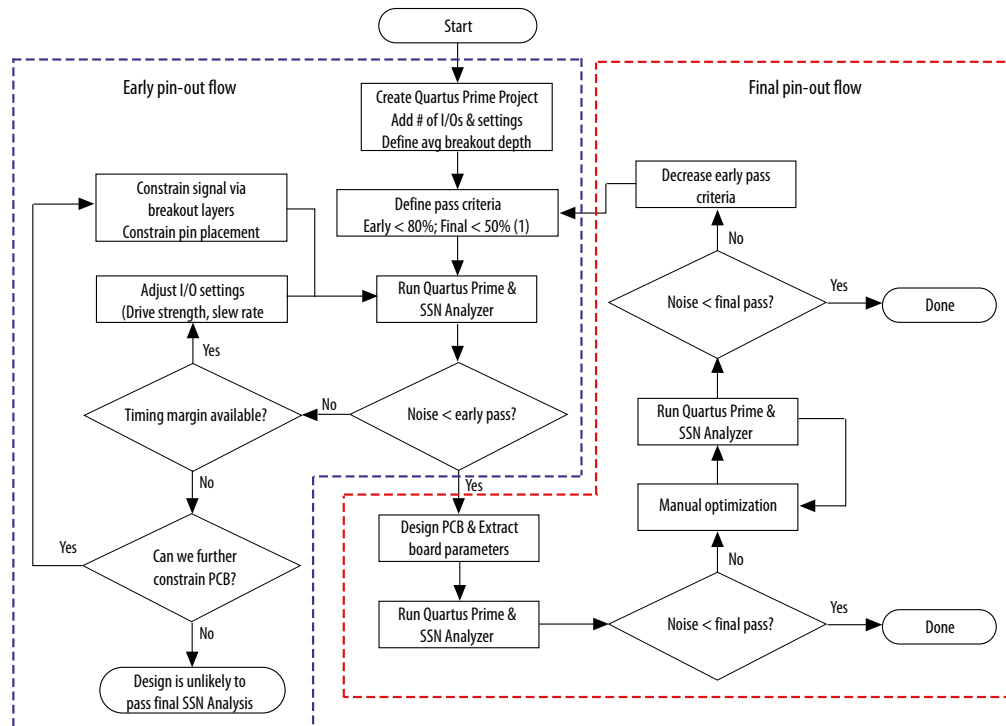 Start
Early pin-out flow
Create Quartus Prime Project
Add # of I/Os & settings
Define avg breakout depth
Define pass criteria
Early < 80%; Final < 50% (1)
Constrain signal via
breakout layers
Constrain pin placement
Adjust I/O settings
(Drive strength, slew rate
Run Quartus Prime &
SSN Analyzer
Yes
Timing margin available?
No
Noise < early pass?
No
Yes
Yes
Can we further
constrain PCB?
No
Design is unlikely to
pass final SSN Analysis
Final pin-out flow
Design PCB & Extract
board parameters
Run Quartus Prime &
SSN Analyzer
Noise < final pass?
Yes
Done
No
Manual optimization
Run Quartus Prime &
SSN Analyzer
Noise < final pass?
Yes
Done
No
Decrease early pass
criteria